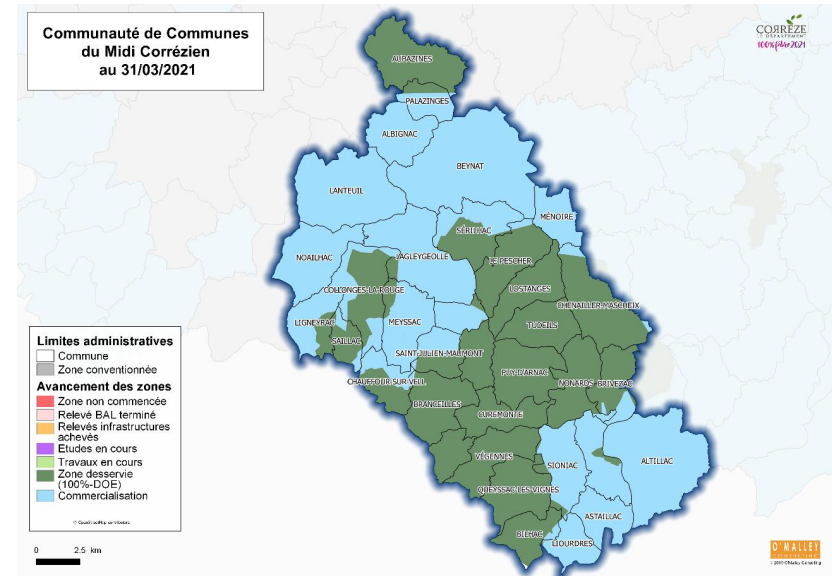 Communauté de Communes
du Midi Corrézien
au 31/03/2021
CORRÈZE
LE DÉPARTEMENT
100% fibre 2021
AUBAZINES
PALAZINGES
ALBIGNAC
BEYNAT
LANTEUIL
MÉNOIRE
SÉRILHAC
LAGLEYGEOLLE
NOAILHAC
LE PESCHER
COLLONGES-LA-ROUGE
LOSTANGES
CHENAILLER-MASCHEIX
LIGNEYRAC
MEYSSAC
TUDEILS
SAILLAC
SAINT-JULIEN-MAUMONT
PUY-D'ARNAC
CHAUFFOUR-SUR-VELL
NONARDS
BRIVEZAC
BRANCEILLES
CUREMONTE
VÉGENNES
SIONIAC
ALTILLAC
QUEYSSAC-LES-VIGNES
ASTAILLAC
BILHAC
LIOURDRES
Limites administratives
Commune
Zone conventionnée
Avancement des zones
Zone non commencée
Relevé BAL terminé
Relevés infrastructures
achevés
Etudes en cours
Travaux en cours
Zone desservie
(100%-DOE)
Commercialisation
© OpenStreetMap contributors
0 2.5 km
O'MALLEY
CONSULTING